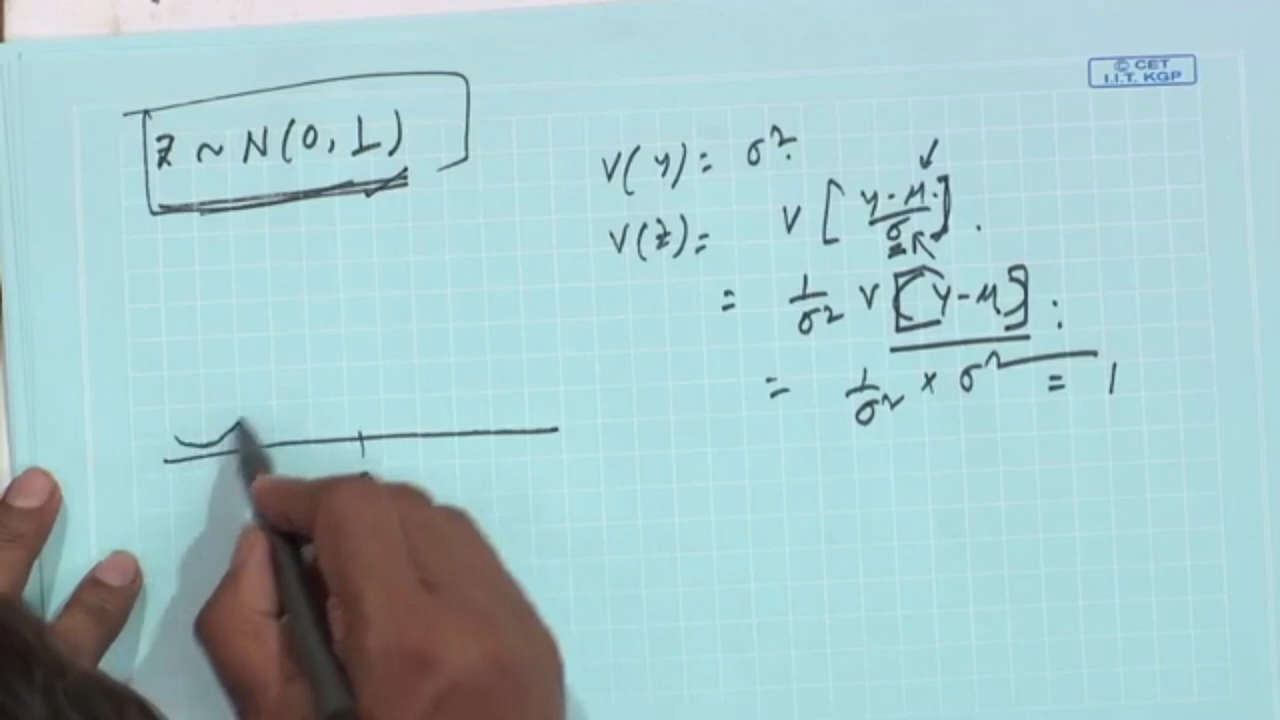 © CET
I.I.T. KGP
Z ~ N(0, 1)
V(y) = σ².
V(Z) = V [ (y-μ)/σ ].
= 1/σ² V [(y-μ)] :
= 1/σ² × σ² = 1